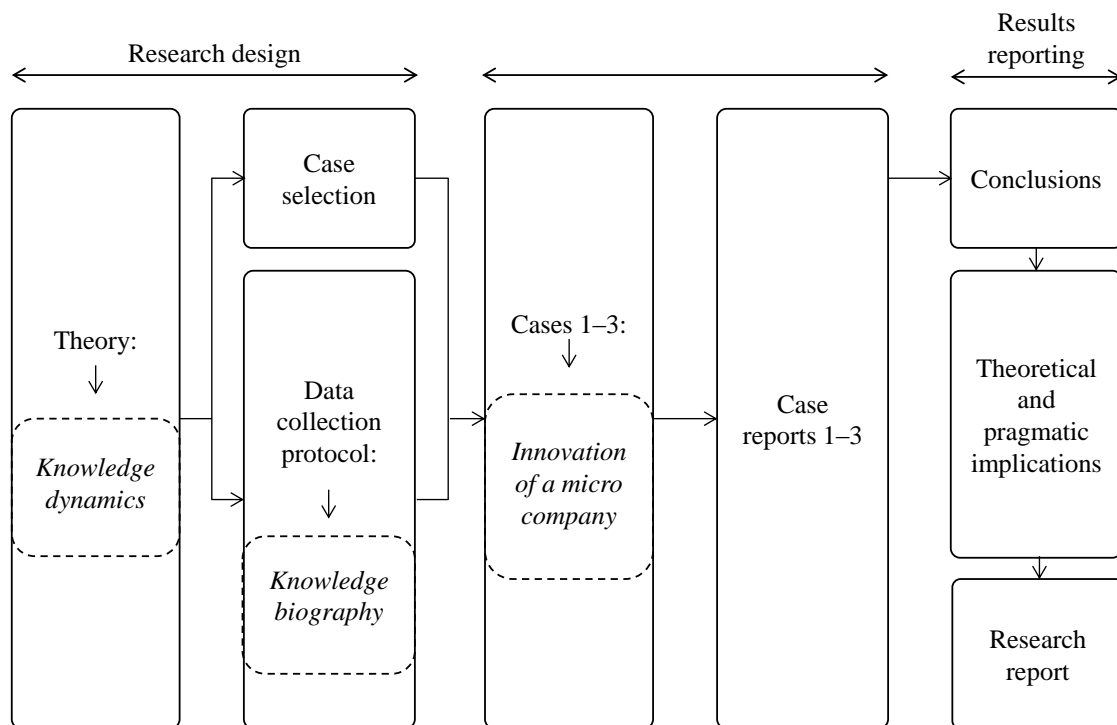 Research design
Results
reporting
Theory:
Knowledge
dynamics
Case
selection
Data
collection
protocol:
Knowledge
biography
Cases 1–3:
Innovation
of a micro
company
Case
reports 1–3
Conclusions
Theoretical
and
pragmatic
implications
Research
report